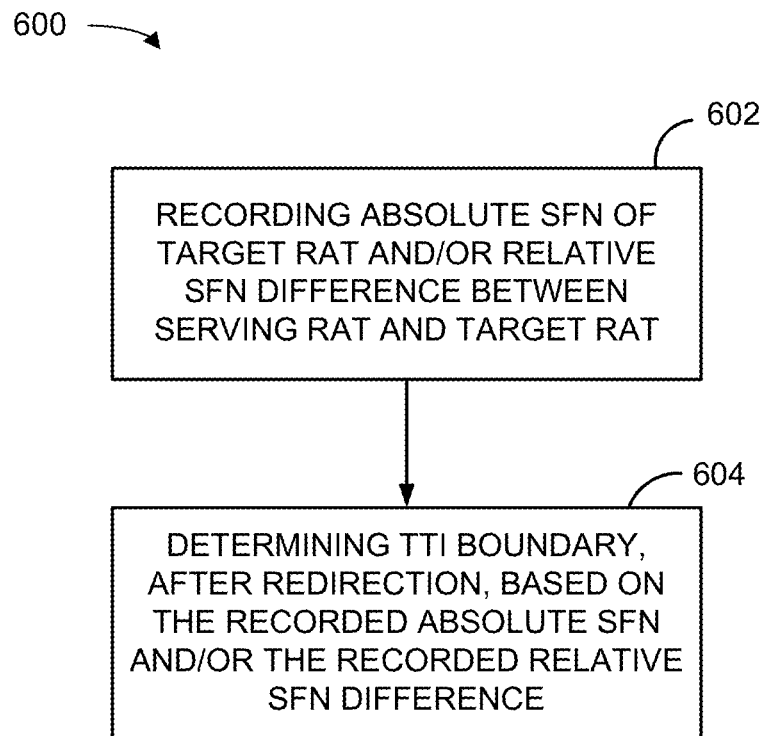 600
602
RECORDING ABSOLUTE SFN OF
TARGET RAT AND/OR RELATIVE
SFN DIFFERENCE BETWEEN
SERVING RAT AND TARGET RAT
604
DETERMINING TTI BOUNDARY,
AFTER REDIRECTION, BASED ON
THE RECORDED ABSOLUTE SFN
AND/OR THE RECORDED RELATIVE
SFN DIFFERENCE